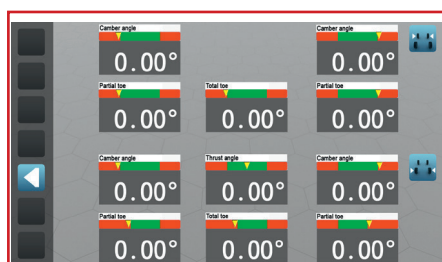 Camber angle Camber angle
0.00° 0.00°
Partial toe Total toe Partial toe
0.00° 0.00° 0.00°
Camber angle Thrust angle Camber angle
0.00° 0.00° 0.00°
Partial toe Total toe Partial toe
0.00° 0.00° 0.00°